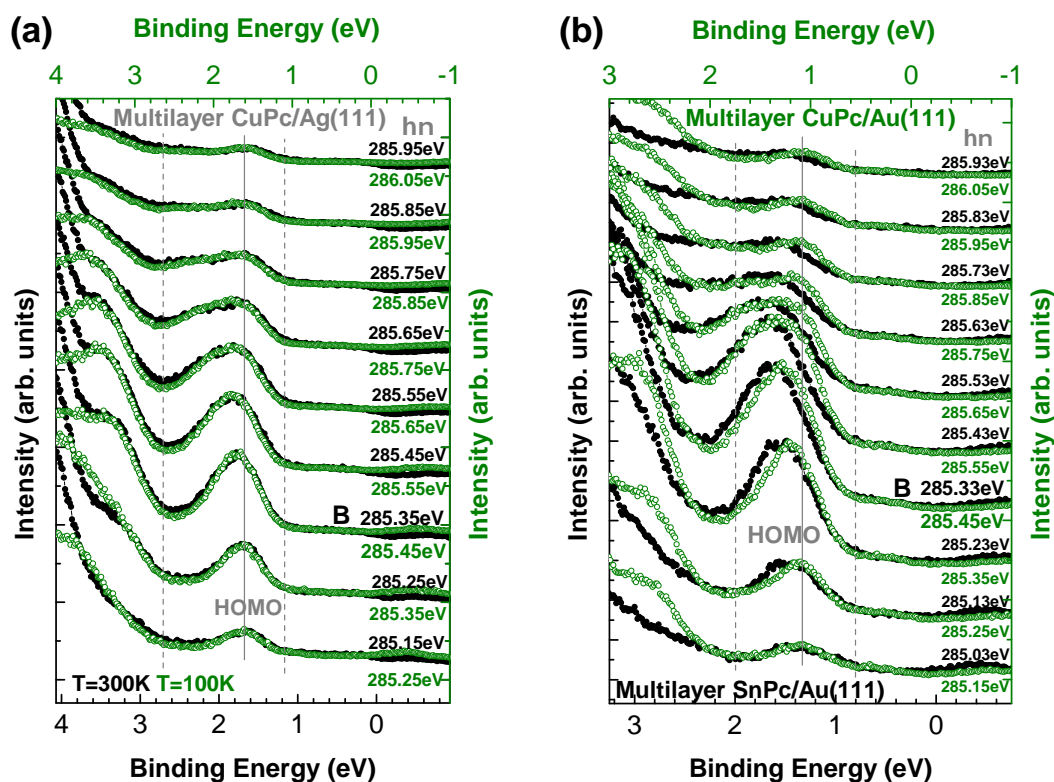 (a)
Binding Energy (eV)
4 3 2 1 0 -1
Multilayer CuPc/Ag(111)
hn
285.95eV
286.05eV
285.85eV
285.95eV
285.75eV
285.85eV
285.65eV
285.75eV
285.55eV
285.65eV
285.45eV
285.55eV
B 285.35eV
285.45eV
285.25eV
285.35eV
HOMO
285.15eV
285.25eV
T=300K T=100K
4 3 2 1 0
Binding Energy (eV)
Intensity (arb. units)
Intensity (arb. units)
(b)
Binding Energy (eV)
3 2 1 0 -1
Multilayer CuPc/Au(111)
hn
285.93eV
286.05eV
285.83eV
285.95eV
285.73eV
285.85eV
285.63eV
285.75eV
285.53eV
285.65eV
285.43eV
285.55eV
B 285.33eV
285.45eV
HOMO
285.23eV
285.35eV
285.13eV
285.25eV
285.03eV
285.15eV
Multilayer SnPc/Au(111)
3 2 1 0
Binding Energy (eV)
Intensity (arb. units)
Intensity (arb. units)